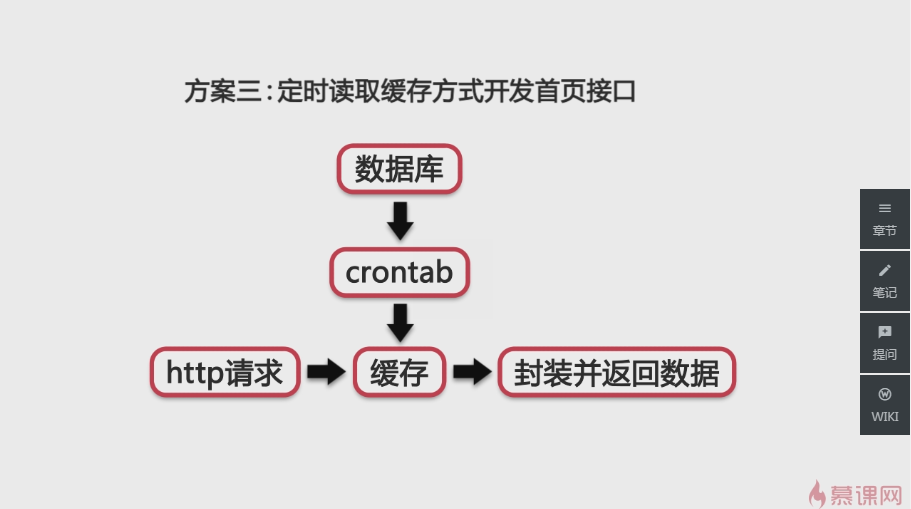 方案三:定时读取缓存方式开发首页接口
数据库
crontab
http请求
缓存
封装并返回数据
章节
笔记
提问
WIKI
慕课网